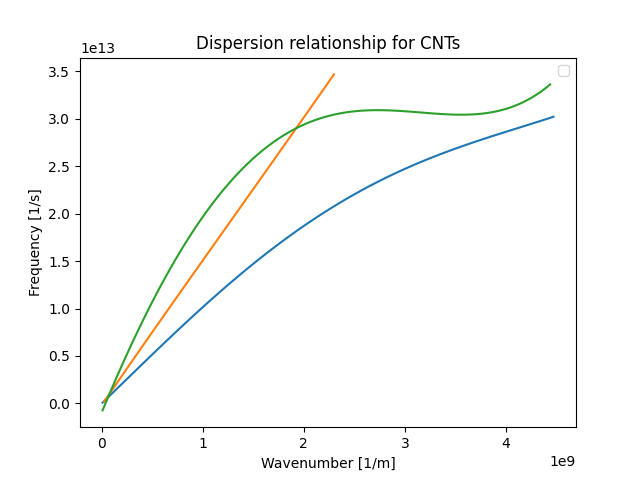 Dispersion relationship for CNTs
1e13
3.5
3.0
2.5
2.0
1.5
1.0
0.5
0.0
Frequency [1/s]
0 1 2 3 4
Wavenumber [1/m]
1e9